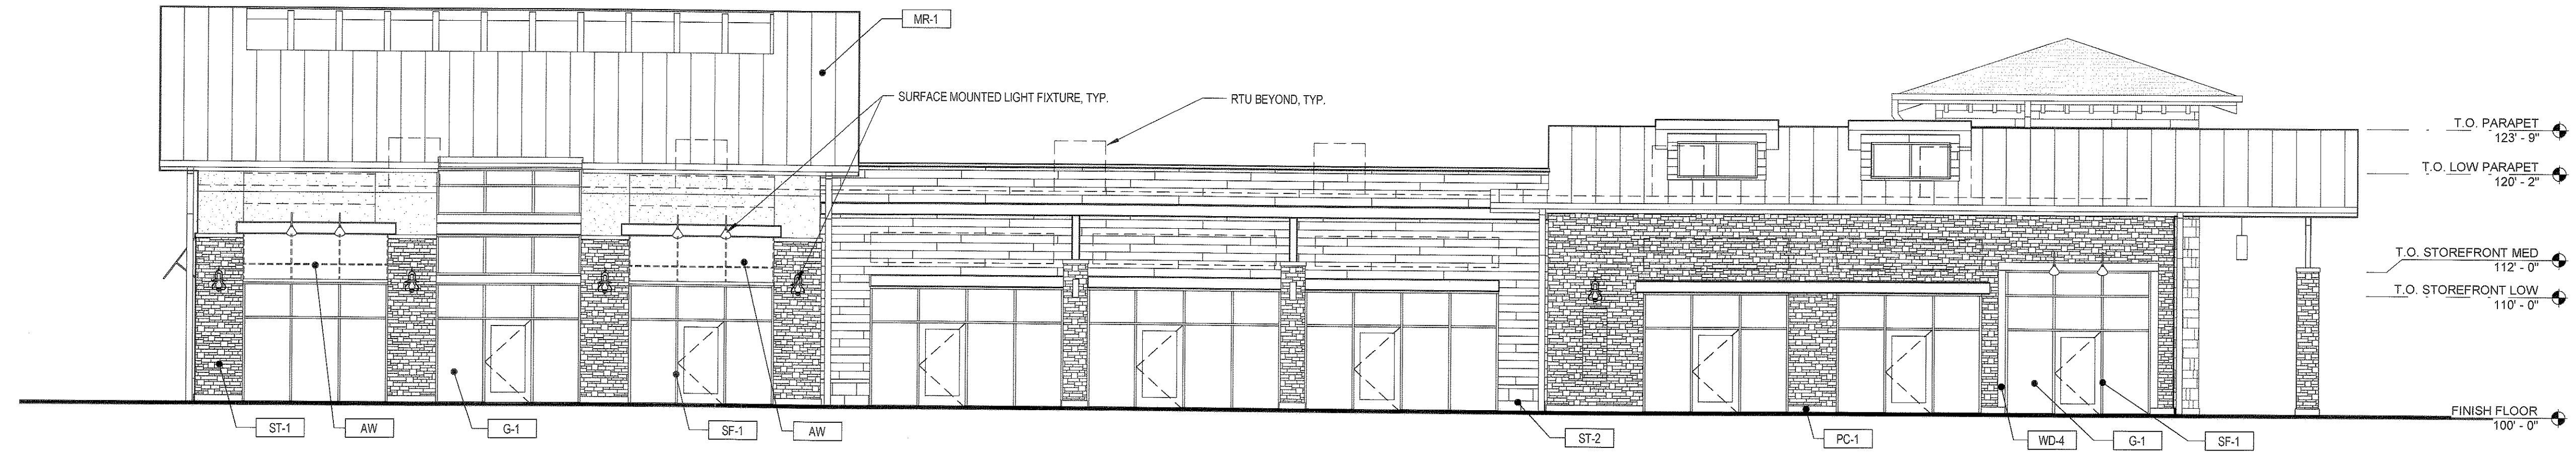 MR-1
SURFACE MOUNTED LIGHT FIXTURE, TYP.
RTU BEYOND, TYP.
T.O. PARAPET
123' - 9"
T.O. LOW PARAPET
120' - 2"
T.O. STOREFRONT MED
112' - 0"
T.O. STOREFRONT LOW
110' - 0"
FINISH FLOOR
100' - 0"
ST-1
AW
G-1
SF-1
AW
ST-2
PC-1
WD-4
G-1
SF-1